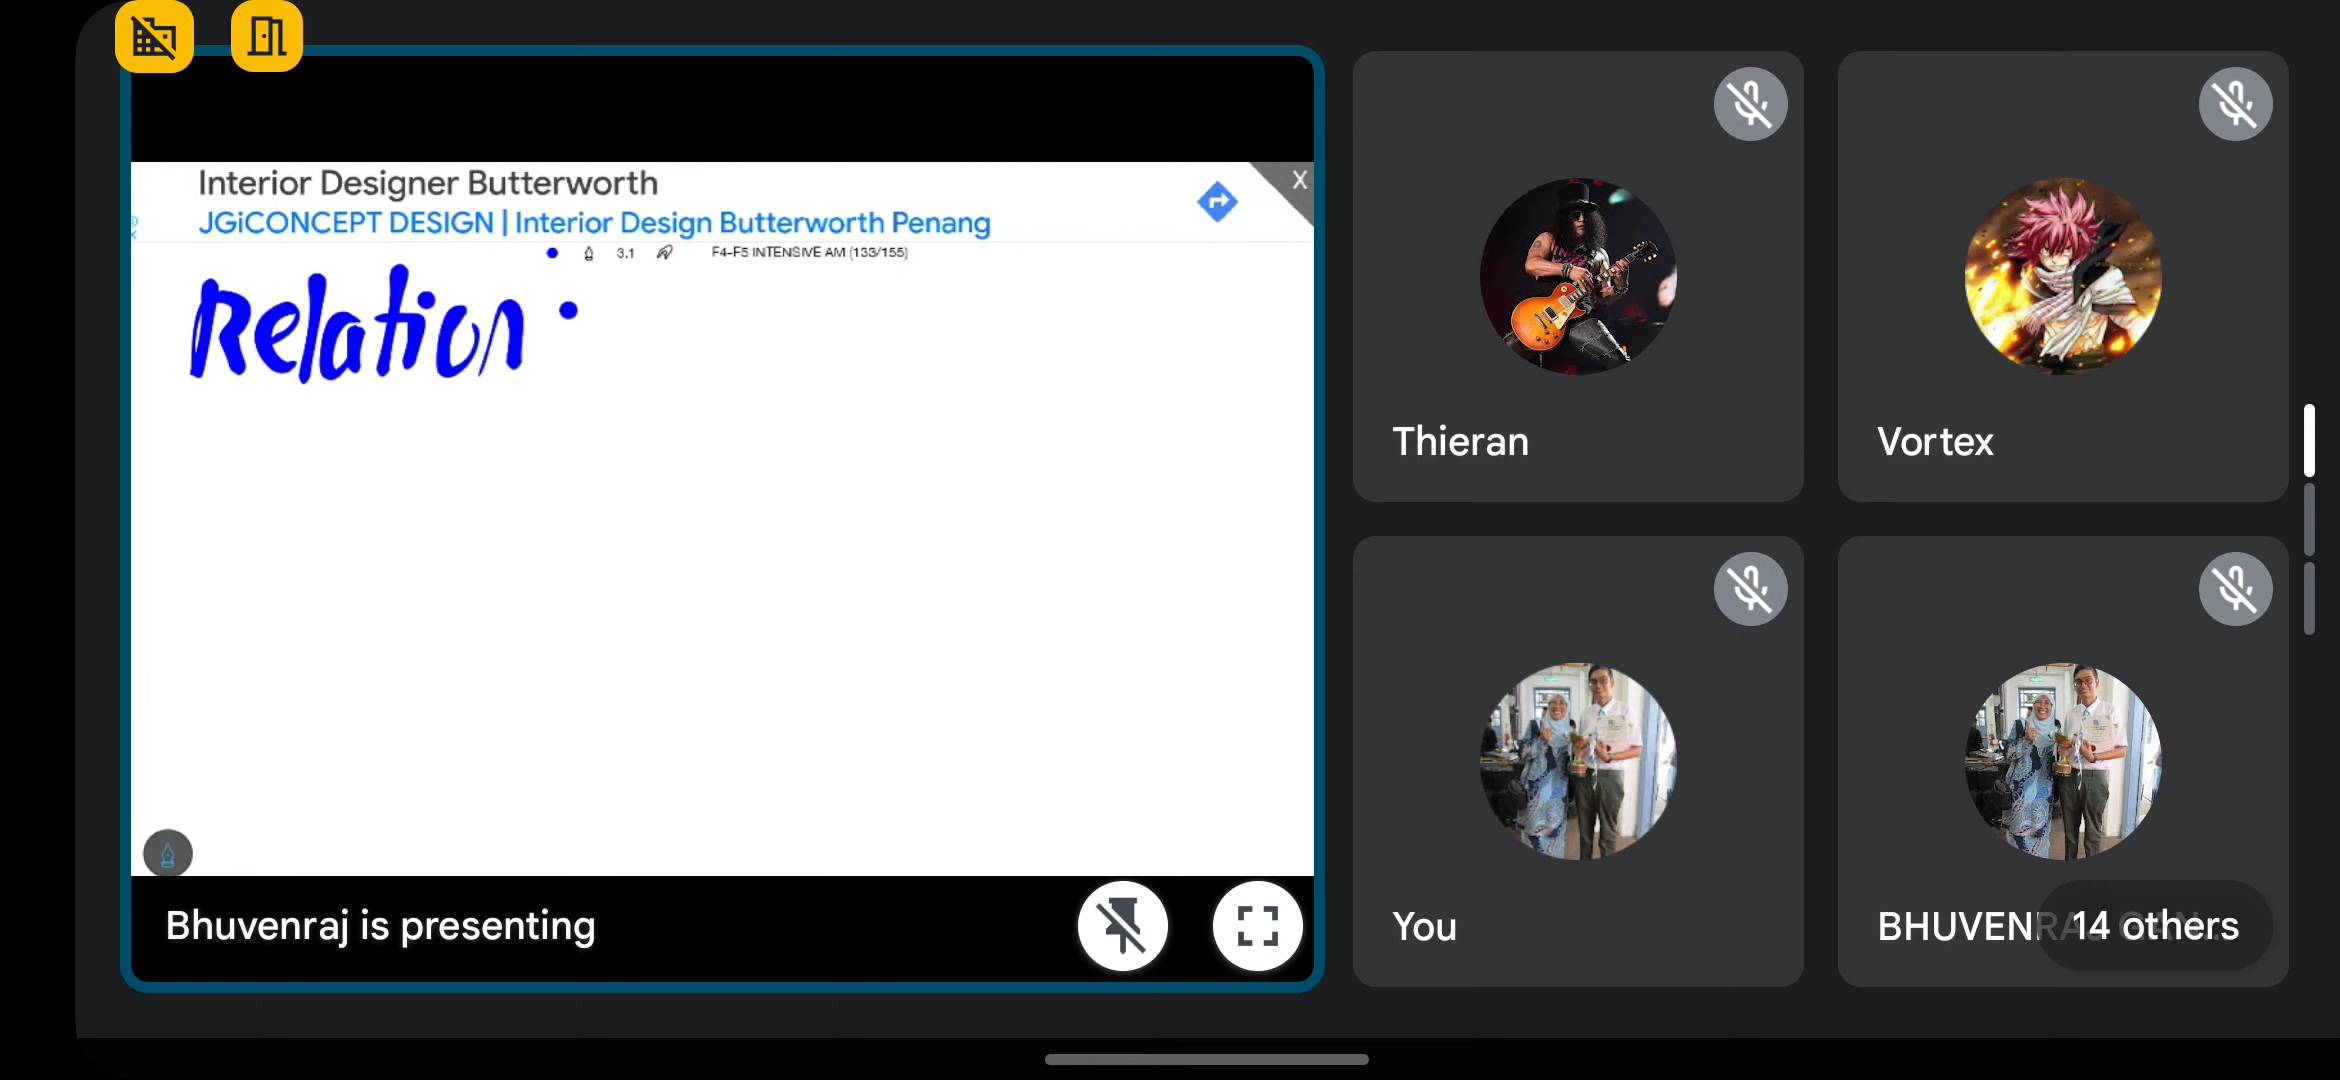 Interior Designer Butterworth
X
JGiCONCEPT DESIGN | Interior Design Butterworth Penang
3.1 F4-F5 INTENSIVE AM (133/155)
Relation :
Bhuvenraj is presenting
Thieran
Vortex
You
14 others